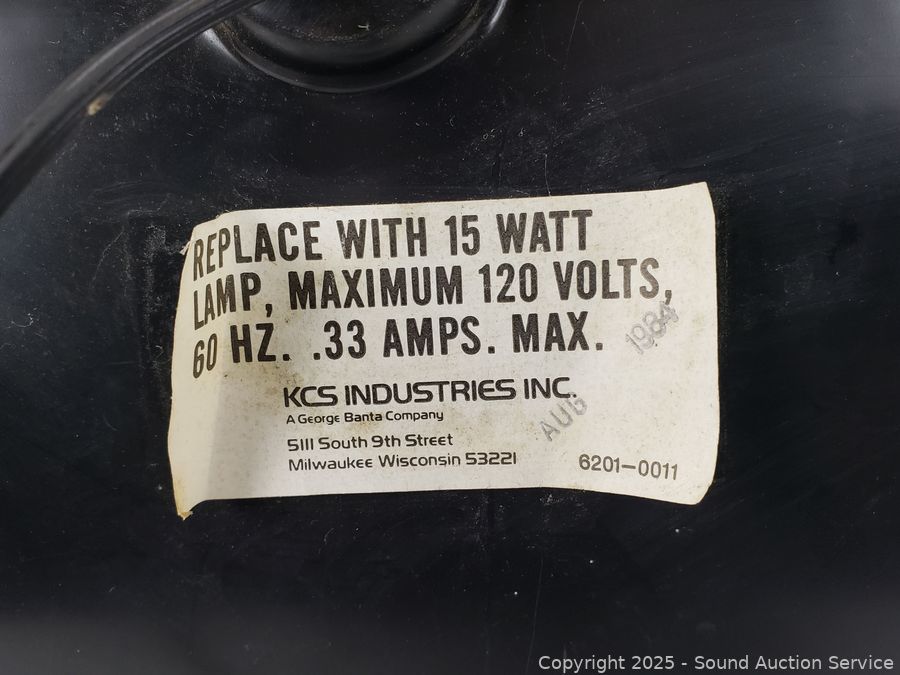 REPLACE WITH 15 WATT
LAMP, MAXIMUM 120 VOLTS,
60 HZ. .33 AMPS. MAX.
AUG 1984
KCS INDUSTRIES INC.
A George Banta Company
5111 South 9th Street
Milwaukee Wisconsin 53221
6201-0011
Copyright 2025 - Sound Auction Service